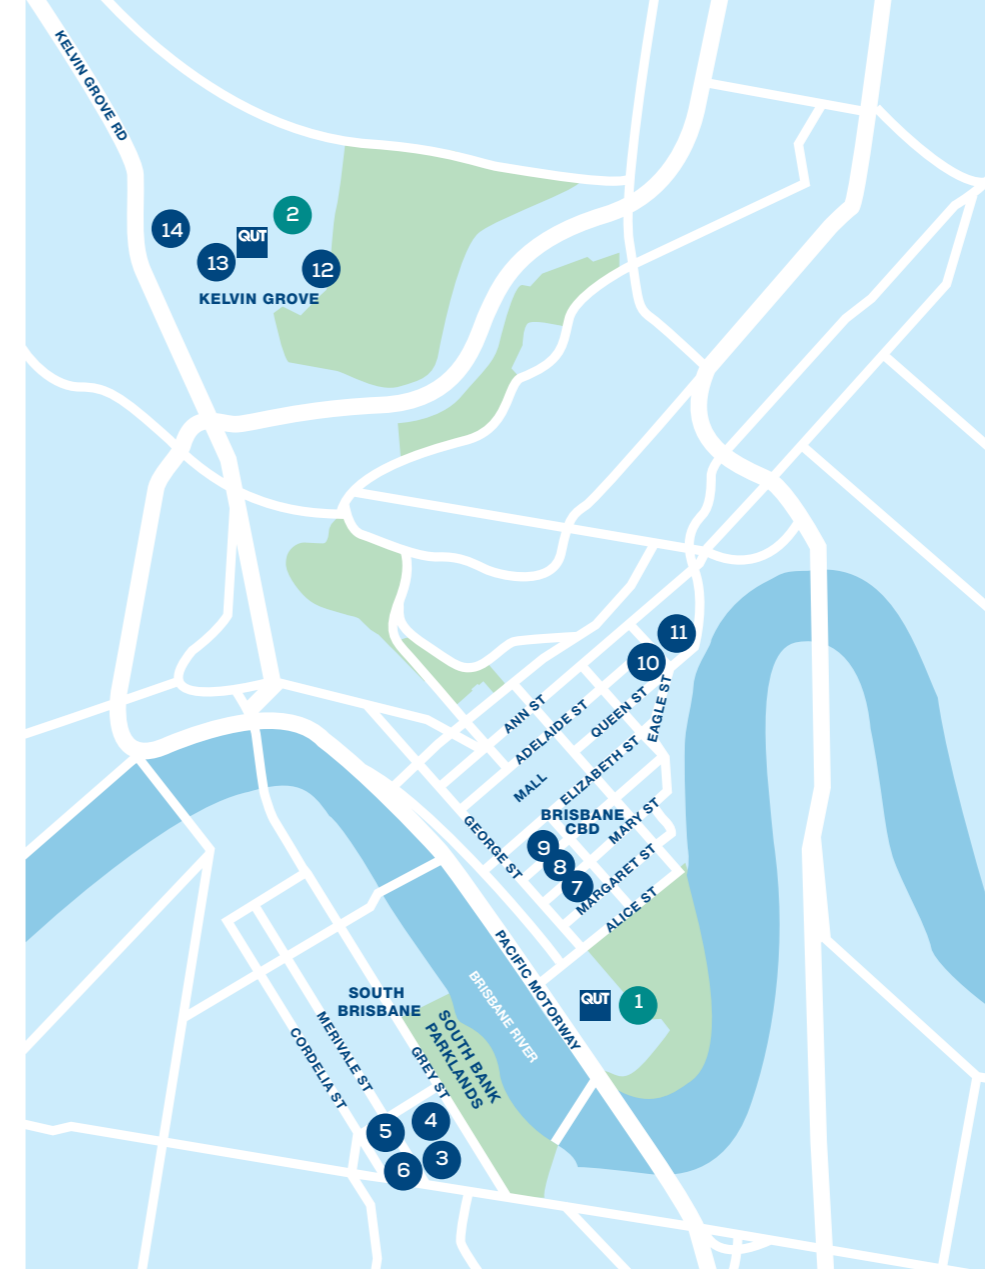 KELVIN GROVE RD
14
13
QUT
2
12
KELVIN GROVE
11
10
ANN ST
ADELAIDE ST
QUEEN ST
EAGLE ST
MALL
ELIZABETH ST
BRISBANE
CBD
MARY ST
GEORGE ST
9
8
7
MARGARET ST
ALICE ST
PACIFIC MOTORWAY
BRISBANE RIVER
QUT
1
SOUTH
BRISBANE
SOUTH BANK
PARKLANDS
GREY ST
MERIVALE ST
CORDELIA ST
5
4
3
6